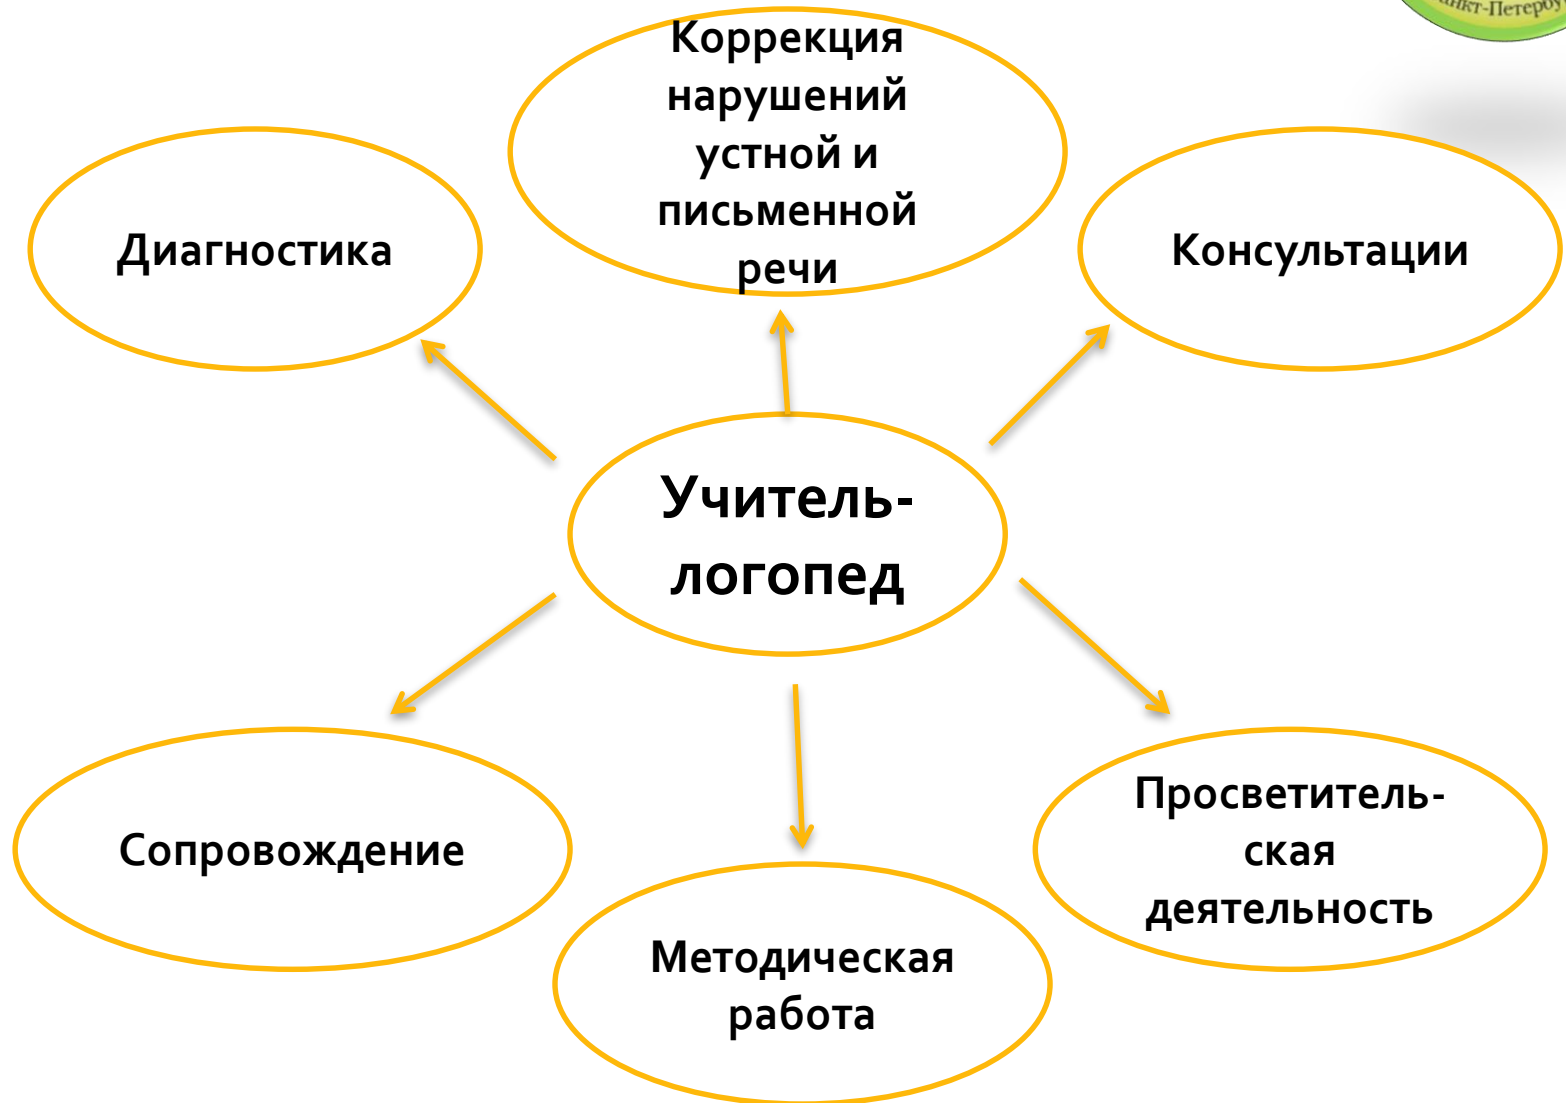 Коррекция
нарушений
устной и
письменной
речи
Диагностика
Консультации
Учитель-
логопед
Сопровождение
Просветитель-
ская
деятельность
Методическая
работа